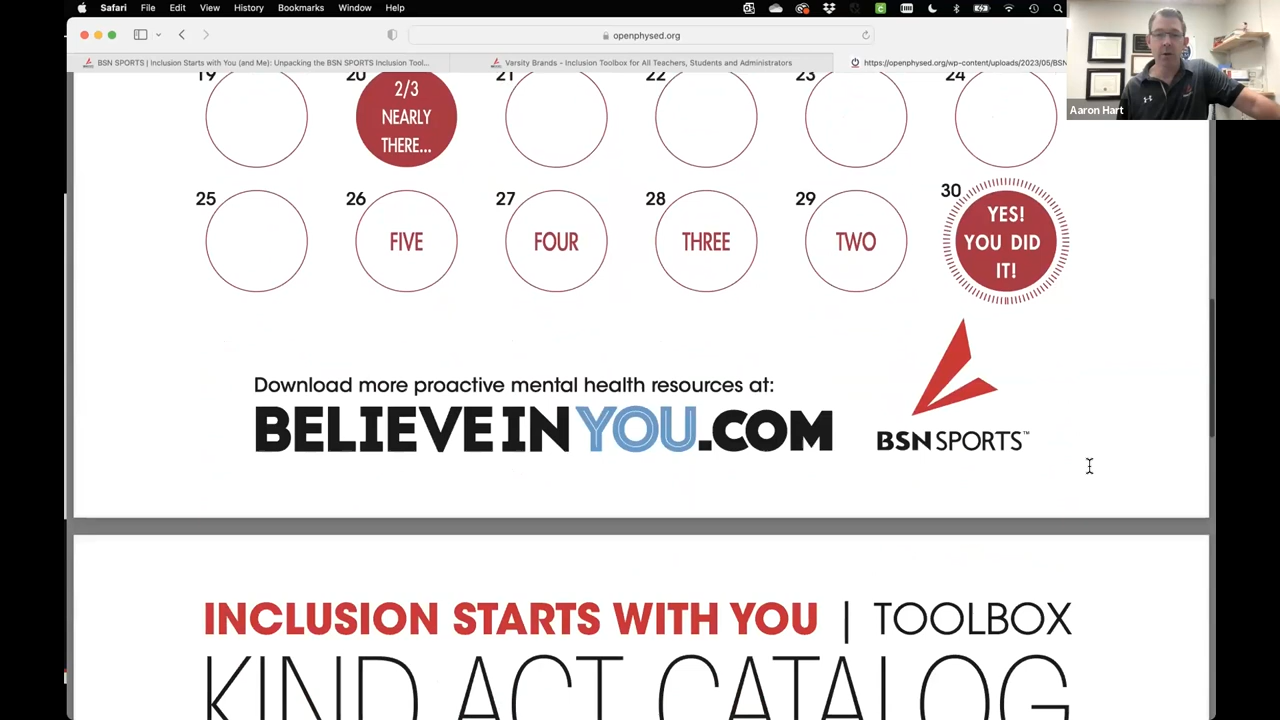 Safari File Edit View History Bookmarks Window Help
openphysed.org
BSN SPORTS | Inclusion Starts with You (and Me): Unpacking the BSN SPORTS Inclusion Tool...
Varsity Brands - Inclusion Toolbox for All Teachers, Students and Administrators
https://openphysed.org/wp-content/uploads/2023/05/BSN
Aaron Hart
19 20 21 22 23 24
2/3
NEARLY
THERE...
25 26 27 28 29 30
FIVE FOUR THREE TWO
YES!
YOU DID
IT!
Download more proactive mental health resources at:
BELIEVEINYOU.COM
BSN SPORTS™
INCLUSION STARTS WITH YOU | TOOLBOX
KIND ACT CATALOG